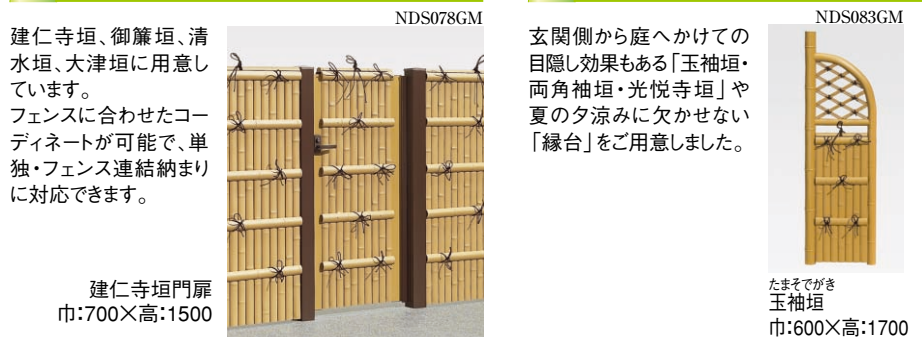 NDS078GM
建仁寺垣、御簾垣、清
水垣、大津垣に用意し
ています。
フェンスに合わせたコー
ディネートが可能で、単
独・フェンス連結納まり
に対応できます。
建仁寺垣門扉
巾:700×高:1500
NDS083GM
玄関側から庭へかけての
目隠し効果もある「玉袖垣・
両角袖垣・光悦寺垣」や
夏の夕涼みに欠かせない
「縁台」をご用意しました。
たまそでがき
玉袖垣
巾:600×高:1700